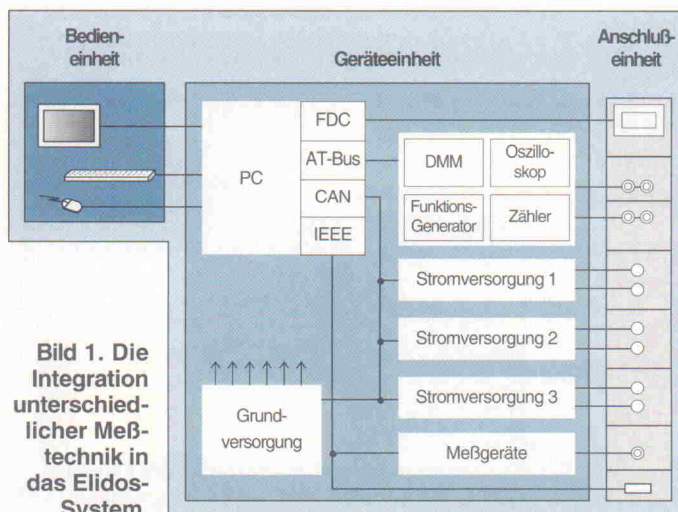 Bedien-
einheit
Geräteeinheit
Anschluß-
einheit
PC
FDC
AT-Bus
CAN
IEEE
DMM
Oszillo-
skop
Funktions-
Generator
Zähler
Stromversorgung 1
Stromversorgung 2
Stromversorgung 3
Grund-
versorgung
Meßgeräte
Bild 1. Die
Integration
unterschied-
licher Meß-
technik in
das Elidos-
System.